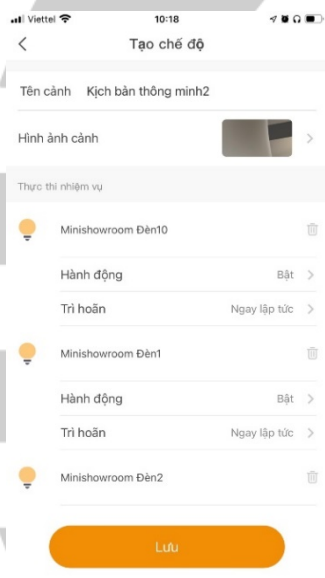 Viettel 10:18
Tạo chế độ
Tên cảnh Kịch bản thông minh2
Hình ảnh cảnh
Thực thi nhiệm vụ
Minishowroom Đèn10
Hành động Bật
Trì hoãn Ngay lập tức
Minishowroom Đèn1
Hành động Bật
Trì hoãn Ngay lập tức
Minishowroom Đèn2
Lưu